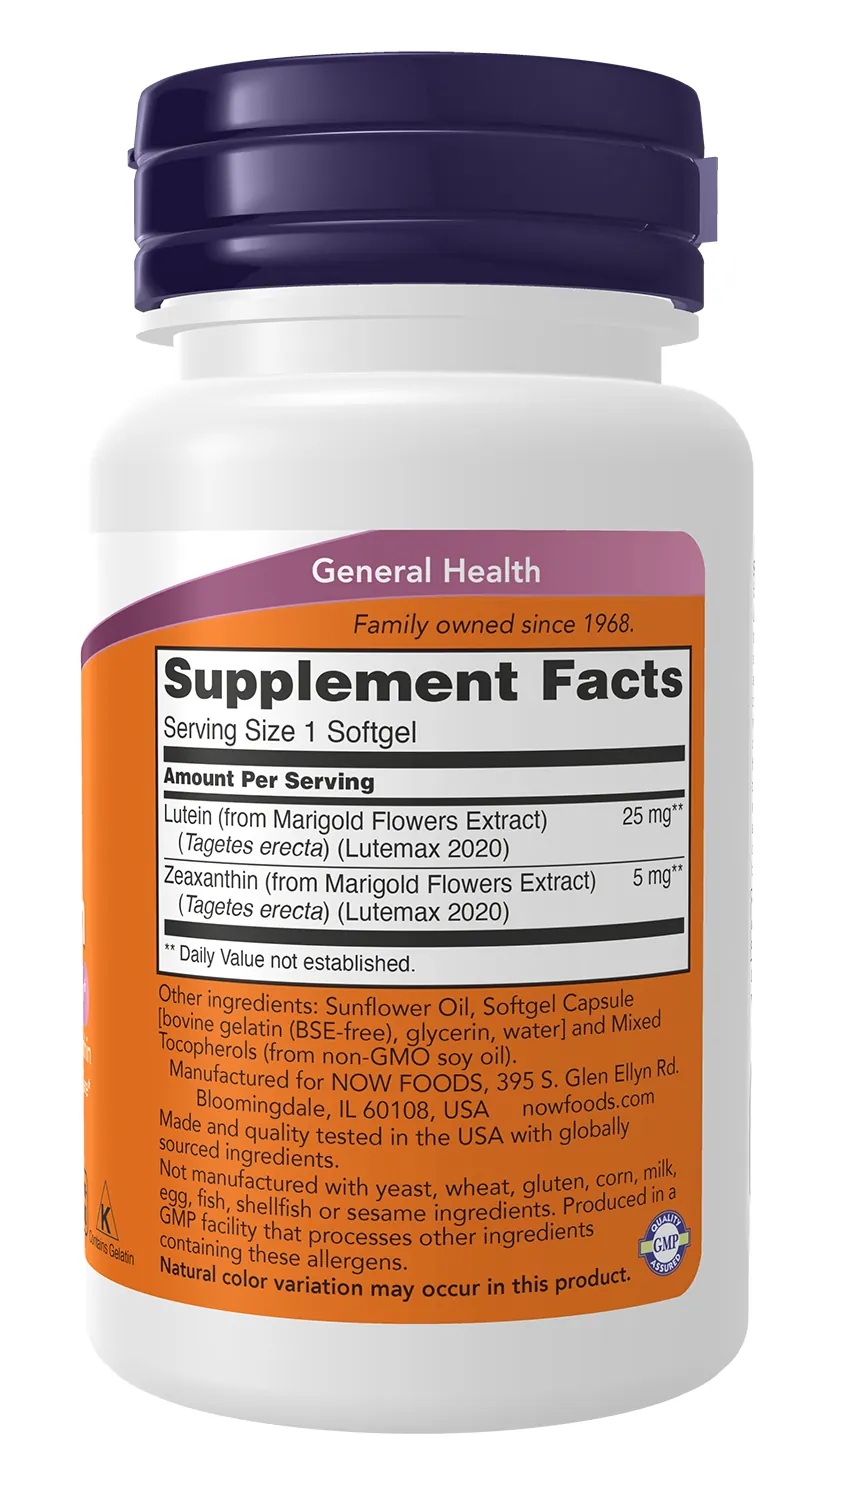 General Health
Family owned since 1968.
Supplement Facts
Serving Size 1 Softgel
Amount Per Serving
Lutein (from Marigold Flowers Extract) 25 mg**
(Tagetes erecta) (Lutemax 2020)
Zeaxanthin (from Marigold Flowers Extract) 5 mg**
(Tagetes erecta) (Lutemax 2020)
** Daily Value not established.
Other ingredients: Sunflower Oil, Softgel Capsule
[bovine gelatin (BSE-free), glycerin, water] and Mixed
Tocopherols (from non-GMO soy oil).
Manufactured for NOW FOODS, 395 S. Glen Ellyn Rd.
Bloomingdale, IL 60108, USA nowfoods.com
Made and quality tested in the USA with globally
sourced ingredients.
Not manufactured with yeast, wheat, gluten, corn, milk,
egg, fish, shellfish or sesame ingredients. Produced in a
GMP facility that processes other ingredients
containing these allergens.
Natural color variation may occur in this product.
QUALITY
GMP
ASSURED
K
Contains Gelatin